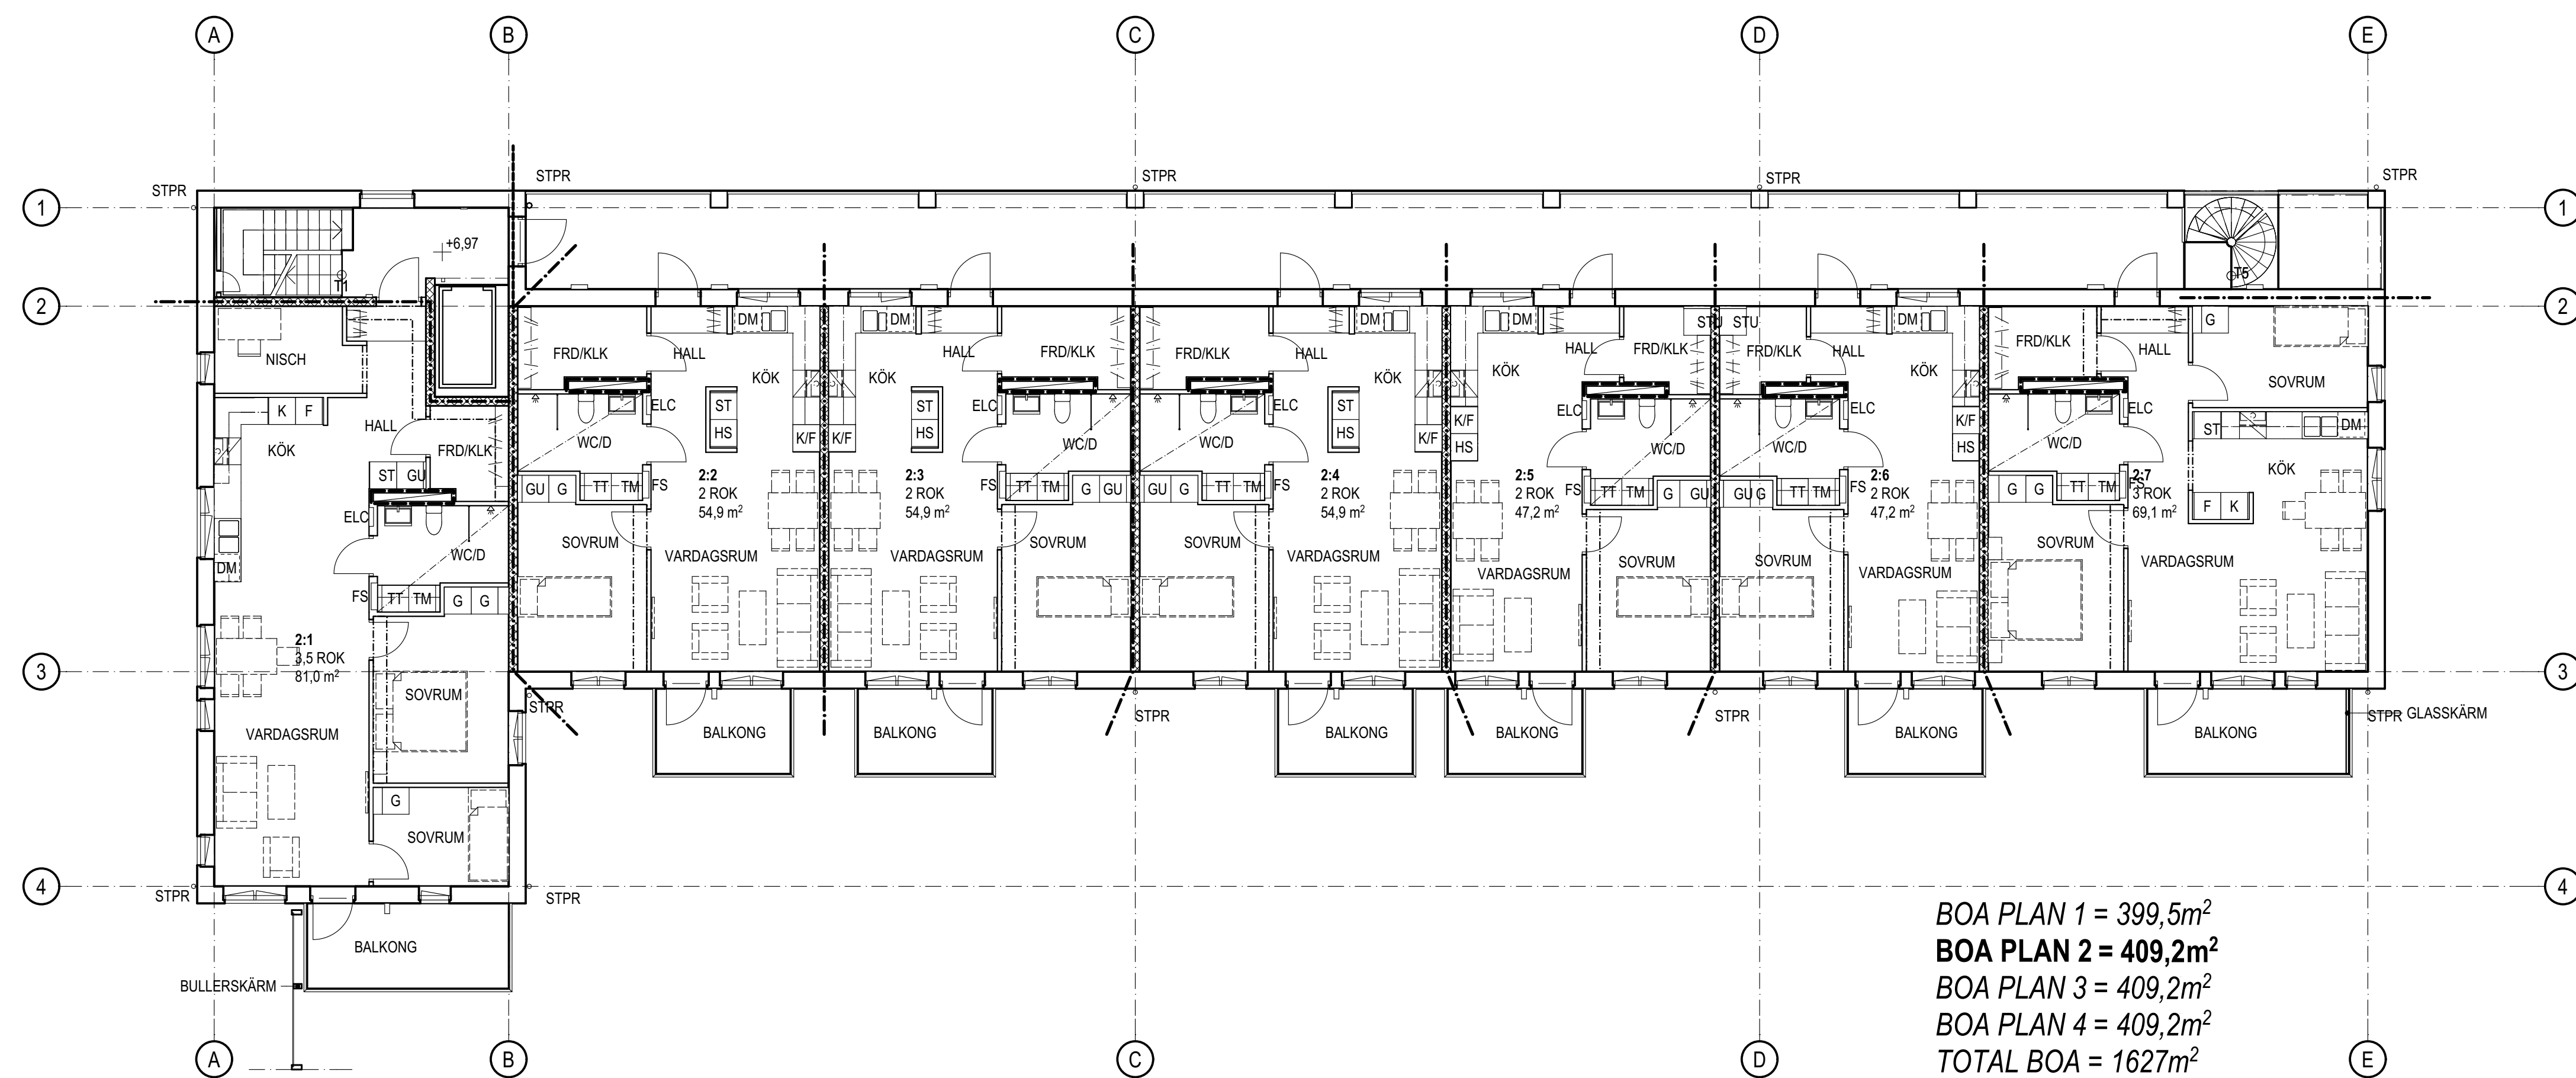 A B C D E
STPR STPR STPR STPR STPR
1 1
+6,97
T1 T5
2 2
NISCH
K F
HALL
KÖK
FRD/KLK
ST GU
ELC
WC/D
DM
FS TT TM G G
2:1
3,5 ROK
81,0 m²
SOVRUM
VARDAGSRUM
G
SOVRUM
BALKONG
BULLERSKÄRM
DM
FRD/KLK HALL
KÖK
ST
HS
ELC
K/F
WC/D
2:2
2 ROK
54,9 m²
GU G TT TM FS
SOVRUM
VARDAGSRUM
STPR
BALKONG
DM
HALL FRD/KLK
KÖK
ST
HS
ELC
K/F
WC/D
2:3
2 ROK
54,9 m²
FS TT TM G GU
SOVRUM
VARDAGSRUM
BALKONG
DM
FRD/KLK HALL
KÖK
ST
HS
ELC
K/F
WC/D
2:4
2 ROK
54,9 m²
GU G TT TM FS
SOVRUM
VARDAGSRUM
STPR
BALKONG
DM STU
HALL FRD/KLK
KÖK
ELC
K/F
HS
WC/D
2:5
2 ROK
47,2 m²
FS TT TM G GU
SOVRUM
VARDAGSRUM
BALKONG
STU DM
FRD/KLK HALL
KÖK
ELC
K/F
HS
WC/D
2:6
2 ROK
47,2 m²
GU G TT TM FS
SOVRUM
VARDAGSRUM
STPR
BALKONG
G
FRD/KLK HALL
SOVRUM
ELC
ST DM
WC/D
KÖK
2:7
3 ROK
69,1 m²
G G TT TM FS
F K
SOVRUM
VARDAGSRUM
BALKONG
STPR GLASSKÄRM
3 3
4 4
STPR STPR
BOA PLAN 1 = 399,5m²
BOA PLAN 2 = 409,2m²
BOA PLAN 3 = 409,2m²
BOA PLAN 4 = 409,2m²
TOTAL BOA = 1627m²
A B C D E